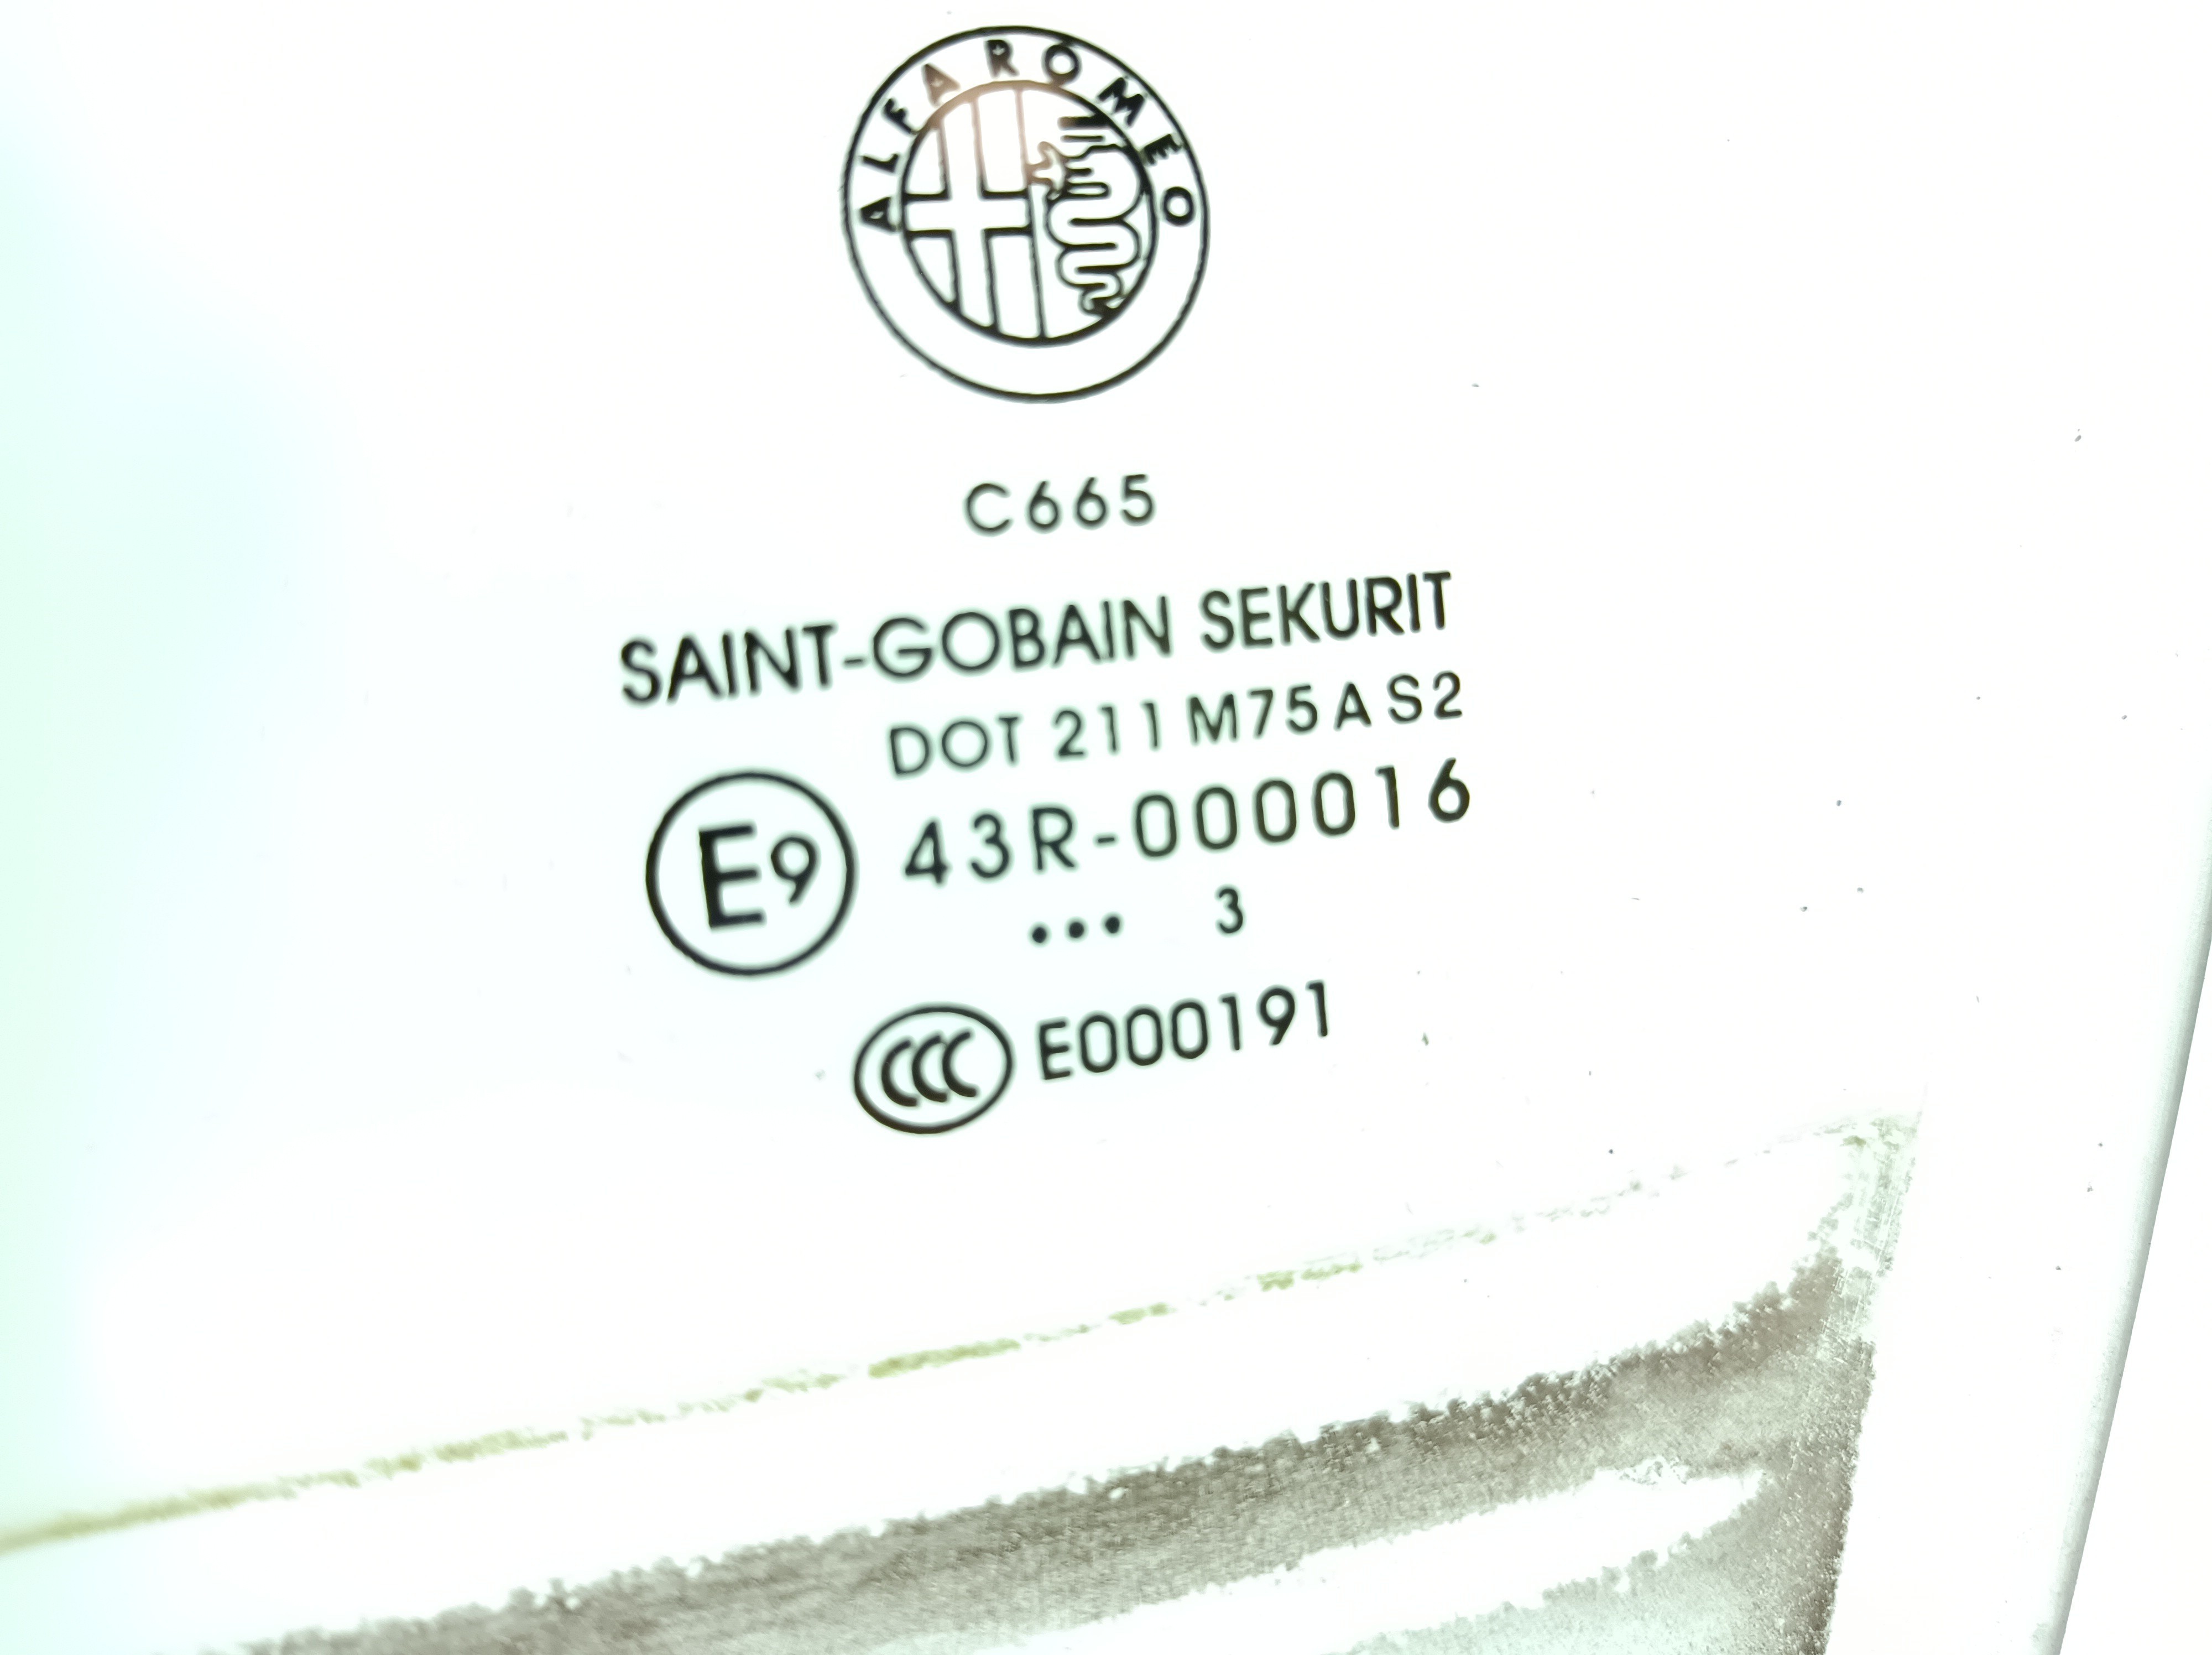 ALFA ROMEO
C665
SAINT-GOBAIN SEKURIT
DOT 211 M75 A S2
E9 43R-000016
••• 3
CCC E000191